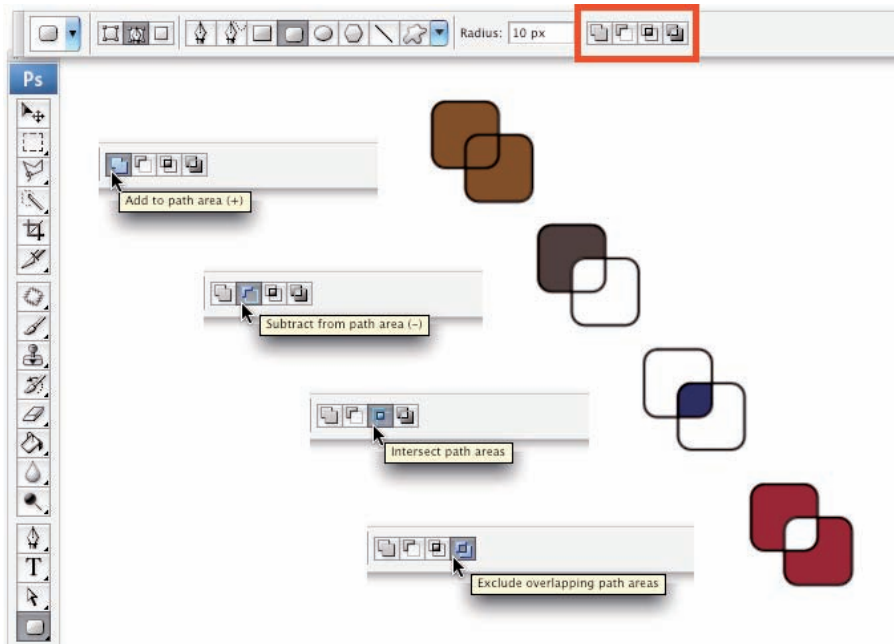 Radius: 10 px
Ps
Add to path area (+)
Subtract from path area (-)
Intersect path areas
T
Exclude overlapping path areas